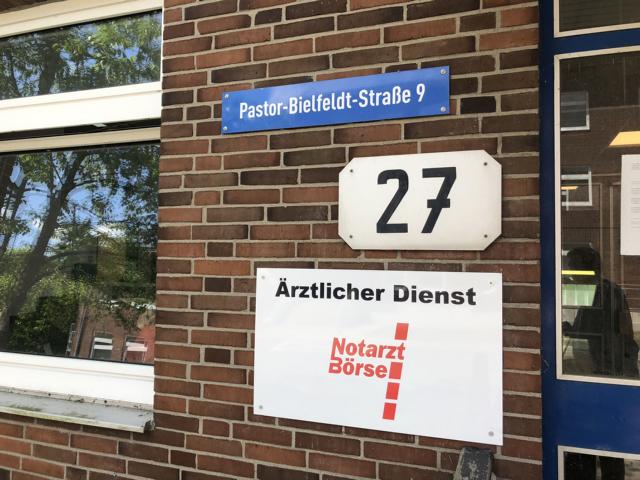 Pastor-Bielfeldt-Straße 9
27
Ärztlicher Dienst
Notarzt
Börse